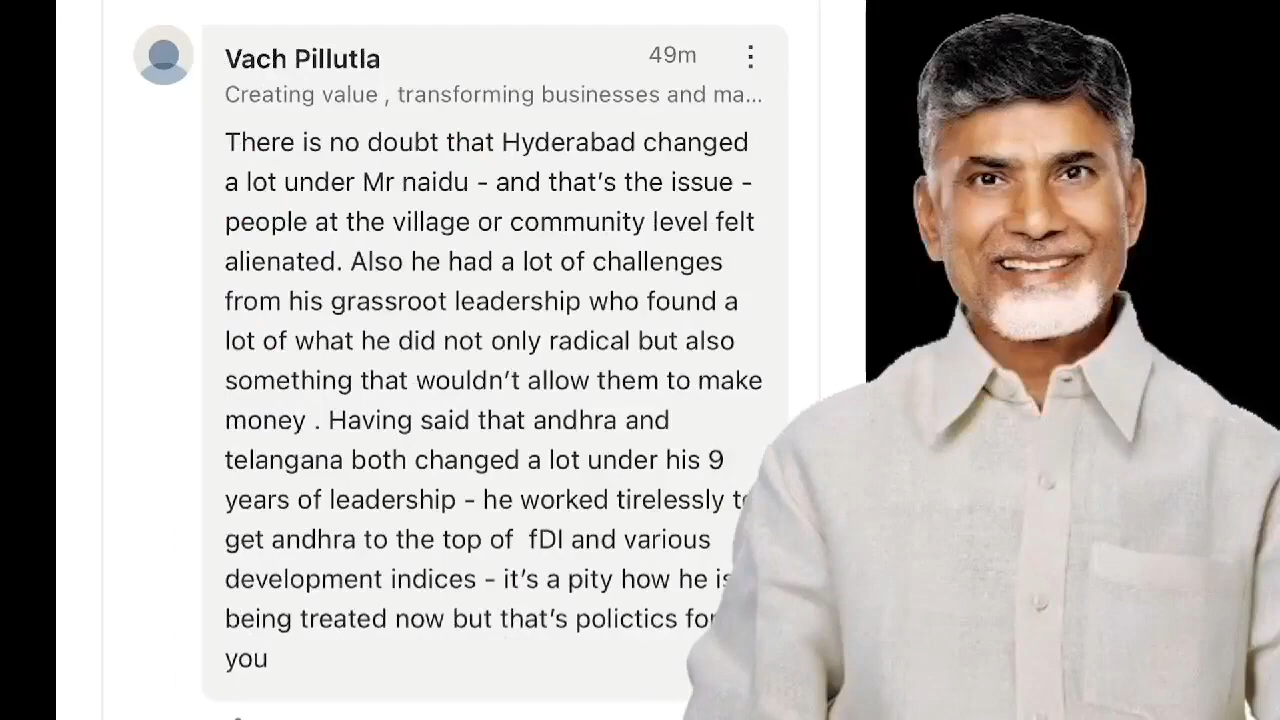 Vach Pillutla 49m
Creating value , transforming businesses and ma...
There is no doubt that Hyderabad changed
a lot under Mr naidu - and that's the issue -
people at the village or community level felt
alienated. Also he had a lot of challenges
from his grassroot leadership who found a
lot of what he did not only radical but also
something that wouldn't allow them to make
money . Having said that andhra and
telangana both changed a lot under his 9
years of leadership - he worked tirelessly to
get andhra to the top of  fDI and various
development indices - it's a pity how he is
being treated now but that's polictics for
you